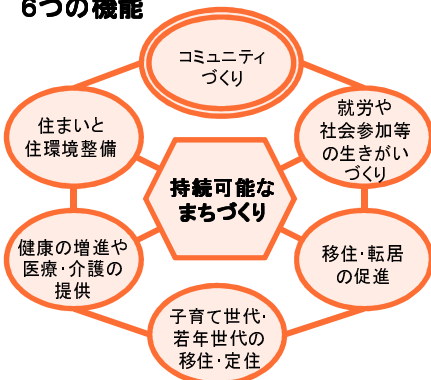 6つの機能
コミュニティ
づくり
就労や
社会参加等
の生きがい
づくり
移住・転居
の促進
子育て世代・
若年世代の
移住・定住
健康の増進や
医療・介護の
提供
住まいと
住環境整備
持続可能な
まちづくり